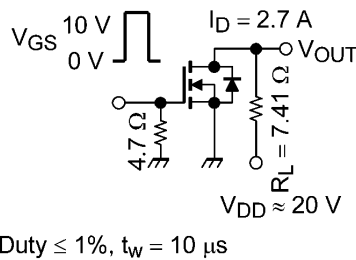 V_GS 10 V
0 V
I_D = 2.7 A
V_OUT
4.7 Ω
R_L = 7.41 Ω
V_DD ≈ 20 V
Duty ≤ 1%, t_w = 10 μs